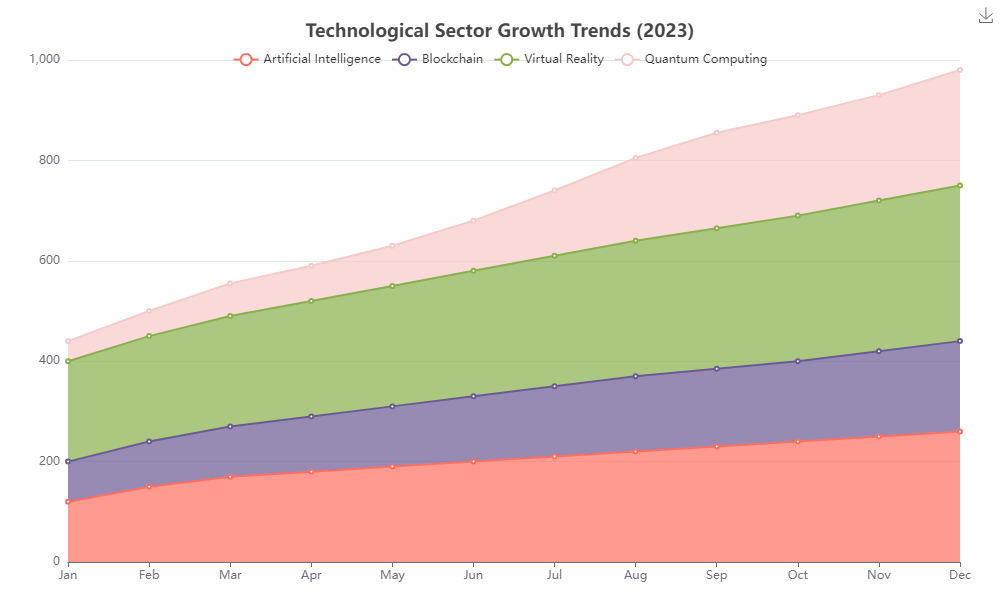 Technological Sector Growth Trends (2023)
Artificial Intelligence Blockchain Virtual Reality Quantum Computing
1,000
800
600
400
200
0
Jan Feb Mar Apr May Jun Jul Aug Sep Oct Nov Dec